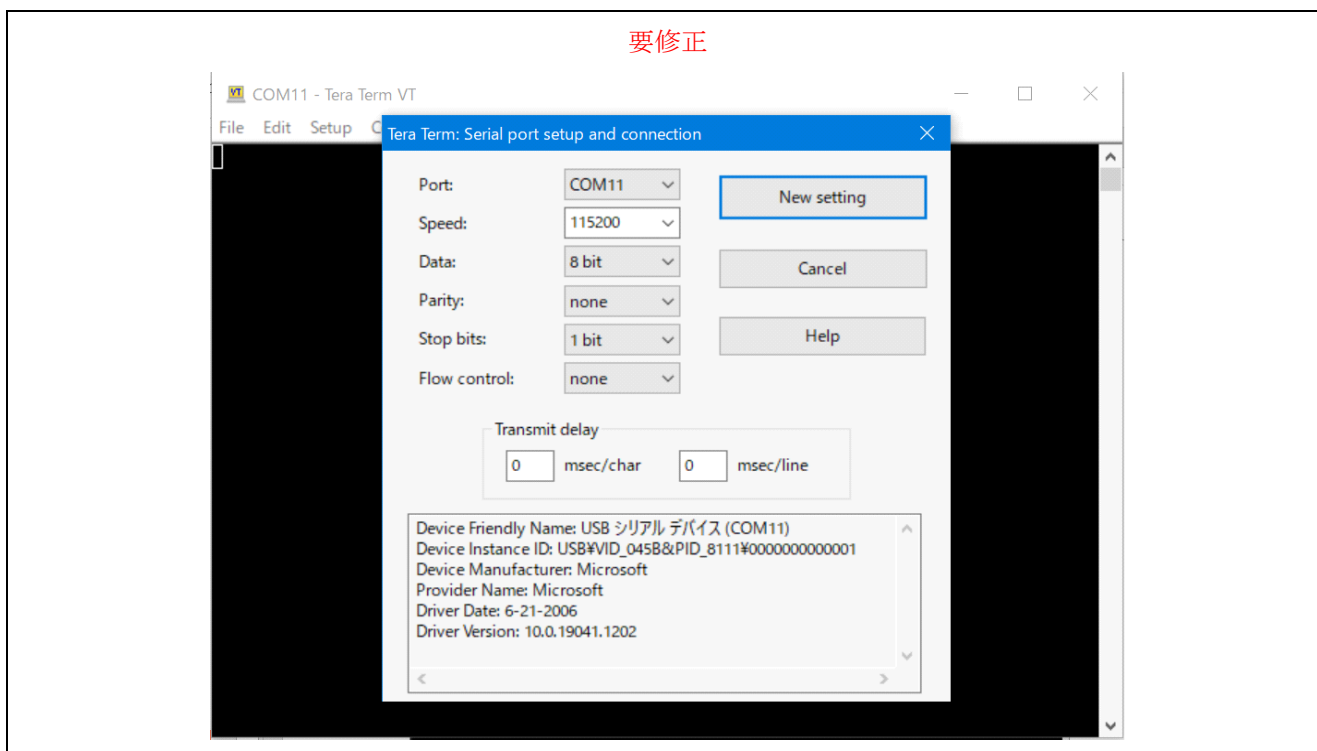 要修正
COM11 - Tera Term VT
File Edit Setup C
Tera Term: Serial port setup and connection
Port: COM11 New setting
Speed: 115200
Data: 8 bit Cancel
Parity: none
Stop bits: 1 bit Help
Flow control: none
Transmit delay
0 msec/char 0 msec/line
Device Friendly Name: USB シリアル デバイス (COM11)
Device Instance ID: USB¥VID_045B&PID_8111¥0000000000001
Device Manufacturer: Microsoft
Provider Name: Microsoft
Driver Date: 6-21-2006
Driver Version: 10.0.19041.1202